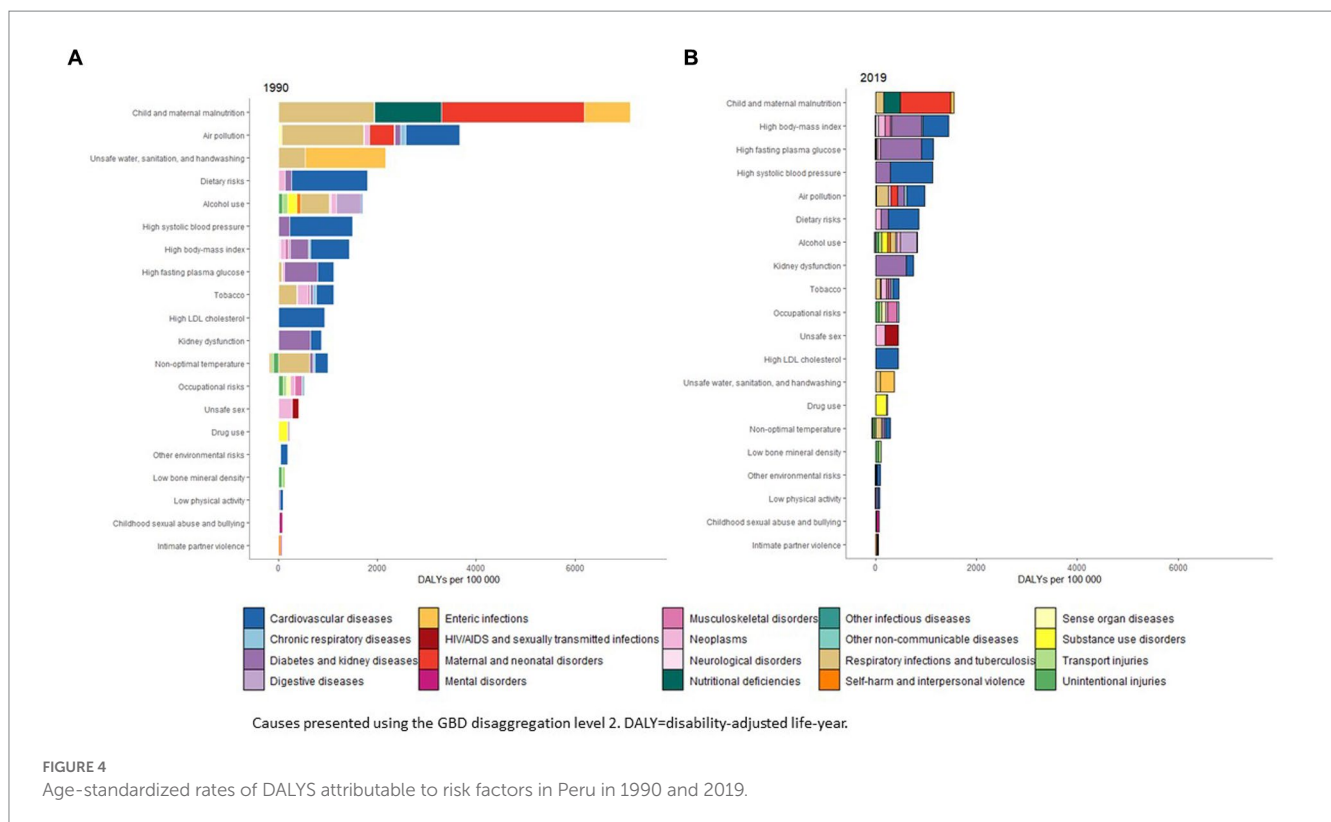 A
1990
Child and maternal malnutrition
Air pollution
Unsafe water, sanitation, and handwashing
Dietary risks
Alcohol use
High systolic blood pressure
High body-mass index
High fasting plasma glucose
Tobacco
High LDL cholesterol
Kidney dysfunction
Non-optimal temperature
Occupational risks
Unsafe sex
Drug use
Other environmental risks
Low bone mineral density
Low physical activity
Childhood sexual abuse and bullying
Intimate partner violence
0 2000 4000 6000
DALYs per 100 000
B
2019
Child and maternal malnutrition
High body-mass index
High fasting plasma glucose
High systolic blood pressure
Air pollution
Dietary risks
Alcohol use
Kidney dysfunction
Tobacco
Occupational risks
Unsafe sex
High LDL cholesterol
Unsafe water, sanitation, and handwashing
Drug use
Non-optimal temperature
Low bone mineral density
Other environmental risks
Low physical activity
Childhood sexual abuse and bullying
Intimate partner violence
0 2000 4000 6000
DALYs per 100 000
Cardiovascular diseases
Chronic respiratory diseases
Diabetes and kidney diseases
Digestive diseases
Enteric infections
HIV/AIDS and sexually transmitted infections
Maternal and neonatal disorders
Mental disorders
Musculoskeletal disorders
Neoplasms
Neurological disorders
Nutritional deficiencies
Other infectious diseases
Other non-communicable diseases
Respiratory infections and tuberculosis
Self-harm and interpersonal violence
Sense organ diseases
Substance use disorders
Transport injuries
Unintentional injuries
Causes presented using the GBD disaggregation level 2. DALY=disability-adjusted life-year.
FIGURE 4
Age-standardized rates of DALYS attributable to risk factors in Peru in 1990 and 2019.